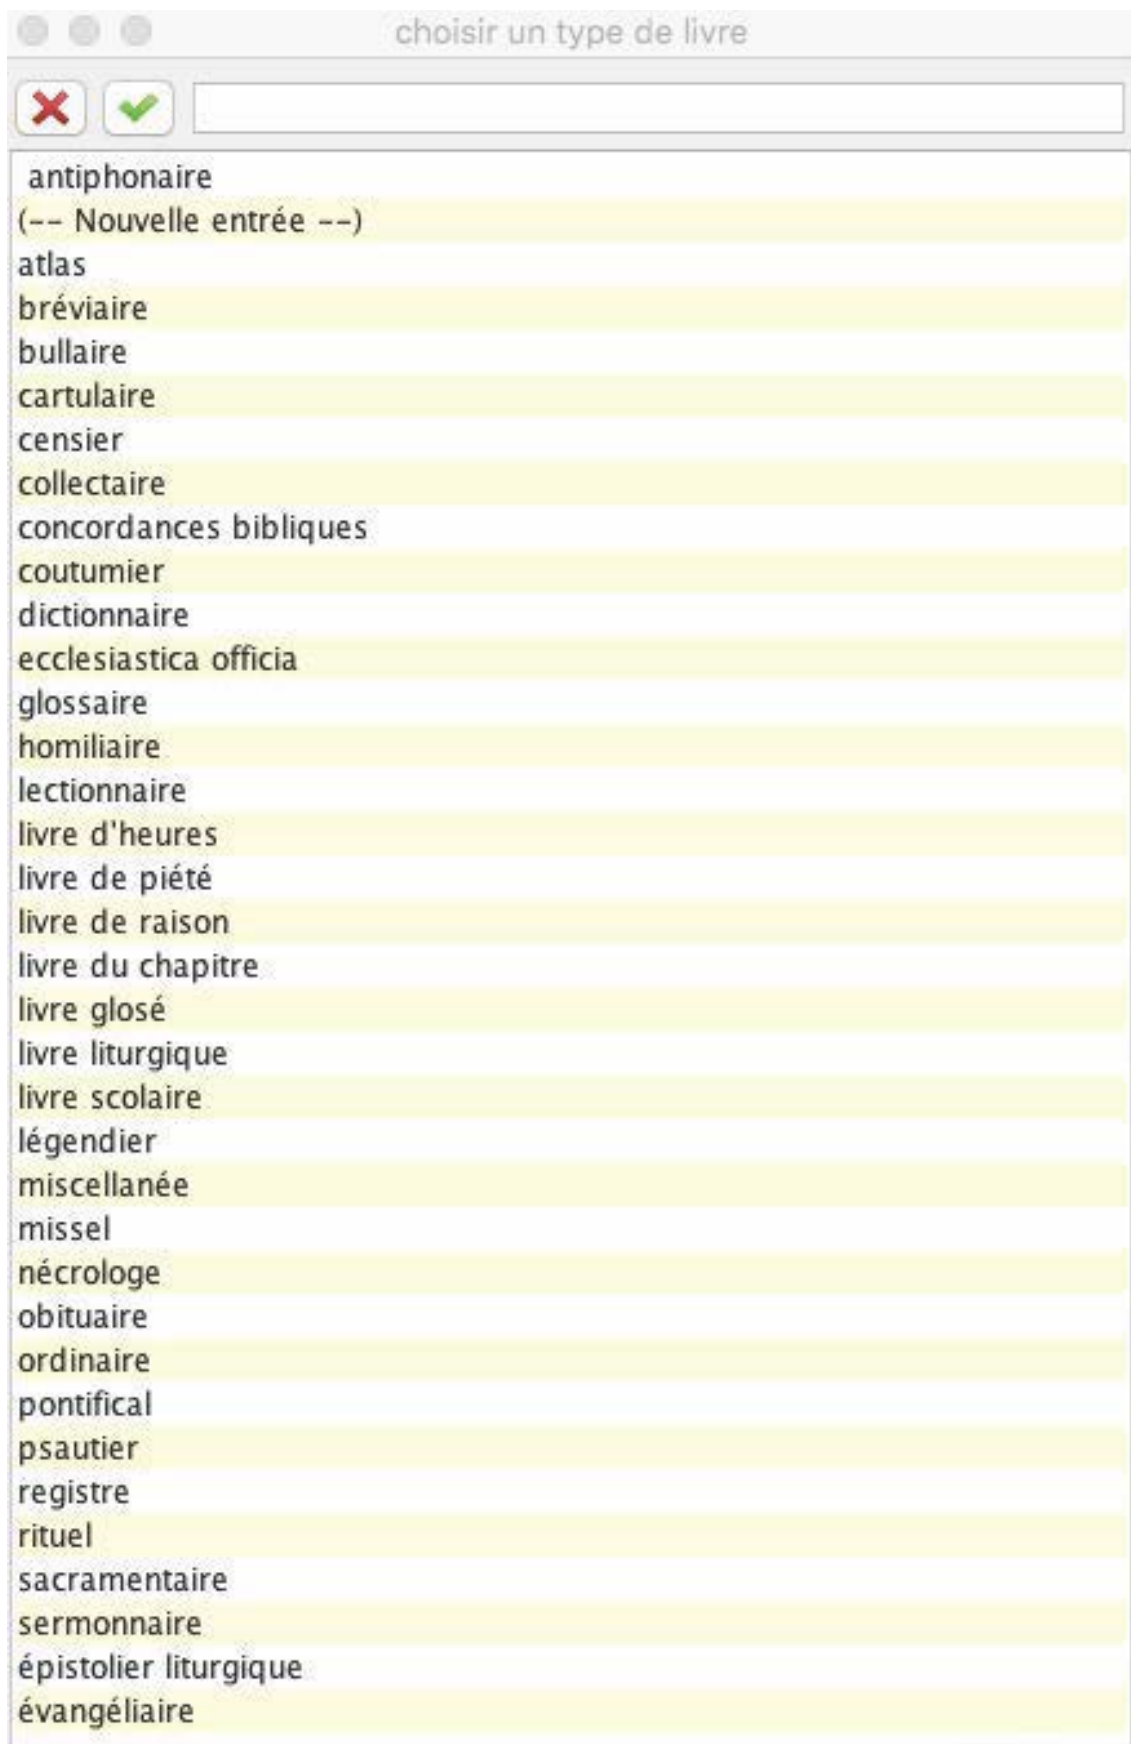 choisir un type de livre
antiphonaire
(-- Nouvelle entrée --)
atlas
bréviaire
bullaire
cartulaire
censier
collectaire
concordances bibliques
coutumier
dictionnaire
ecclesiastica officia
glossaire
homiliaire
lectionnaire
livre d'heures
livre de piété
livre de raison
livre du chapitre
livre glosé
livre liturgique
livre scolaire
légendier
miscellanée
missel
nécrologe
obituaire
ordinaire
pontifical
psautier
registre
rituel
sacramentaire
sermonnaire
épistolier liturgique
évangéliaire